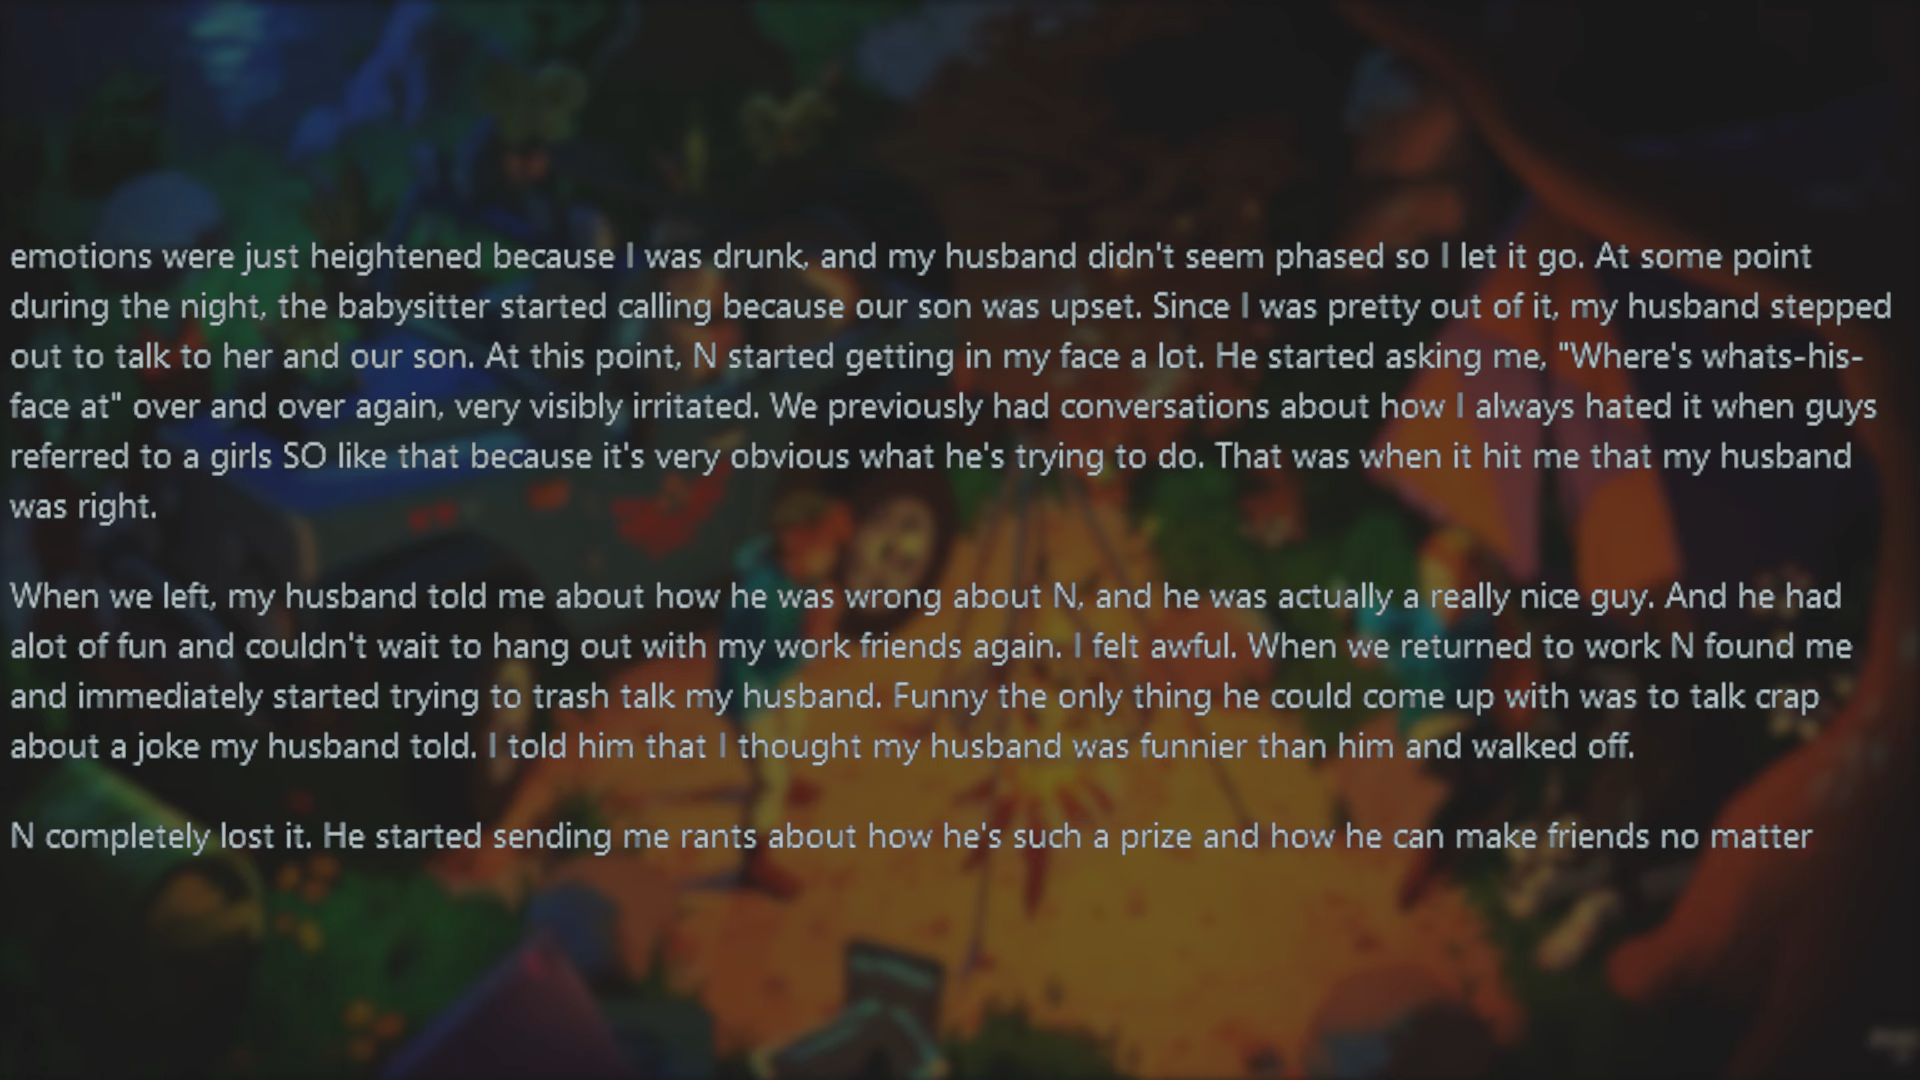 emotions were just heightened because I was drunk, and my husband didn't seem phased so I let it go. At some point
during the night, the babysitter started calling because our son was upset. Since I was pretty out of it, my husband stepped
out to talk to her and our son. At this point, N started getting in my face a lot. He started asking me, "Where's whats-his-
face at" over and over again, very visibly irritated. We previously had conversations about how I always hated it when guys
referred to a girls SO like that because it's very obvious what he's trying to do. That was when it hit me that my husband
was right.
When we left, my husband told me about how he was wrong about N, and he was actually a really nice guy. And he had
alot of fun and couldn't wait to hang out with my work friends again. I felt awful. When we returned to work N found me
and immediately started trying to trash talk my husband. Funny the only thing he could come up with was to talk crap
about a joke my husband told. I told him that I thought my husband was funnier than him and walked off.
N completely lost it. He started sending me rants about how he's such a prize and how he can make friends no matter